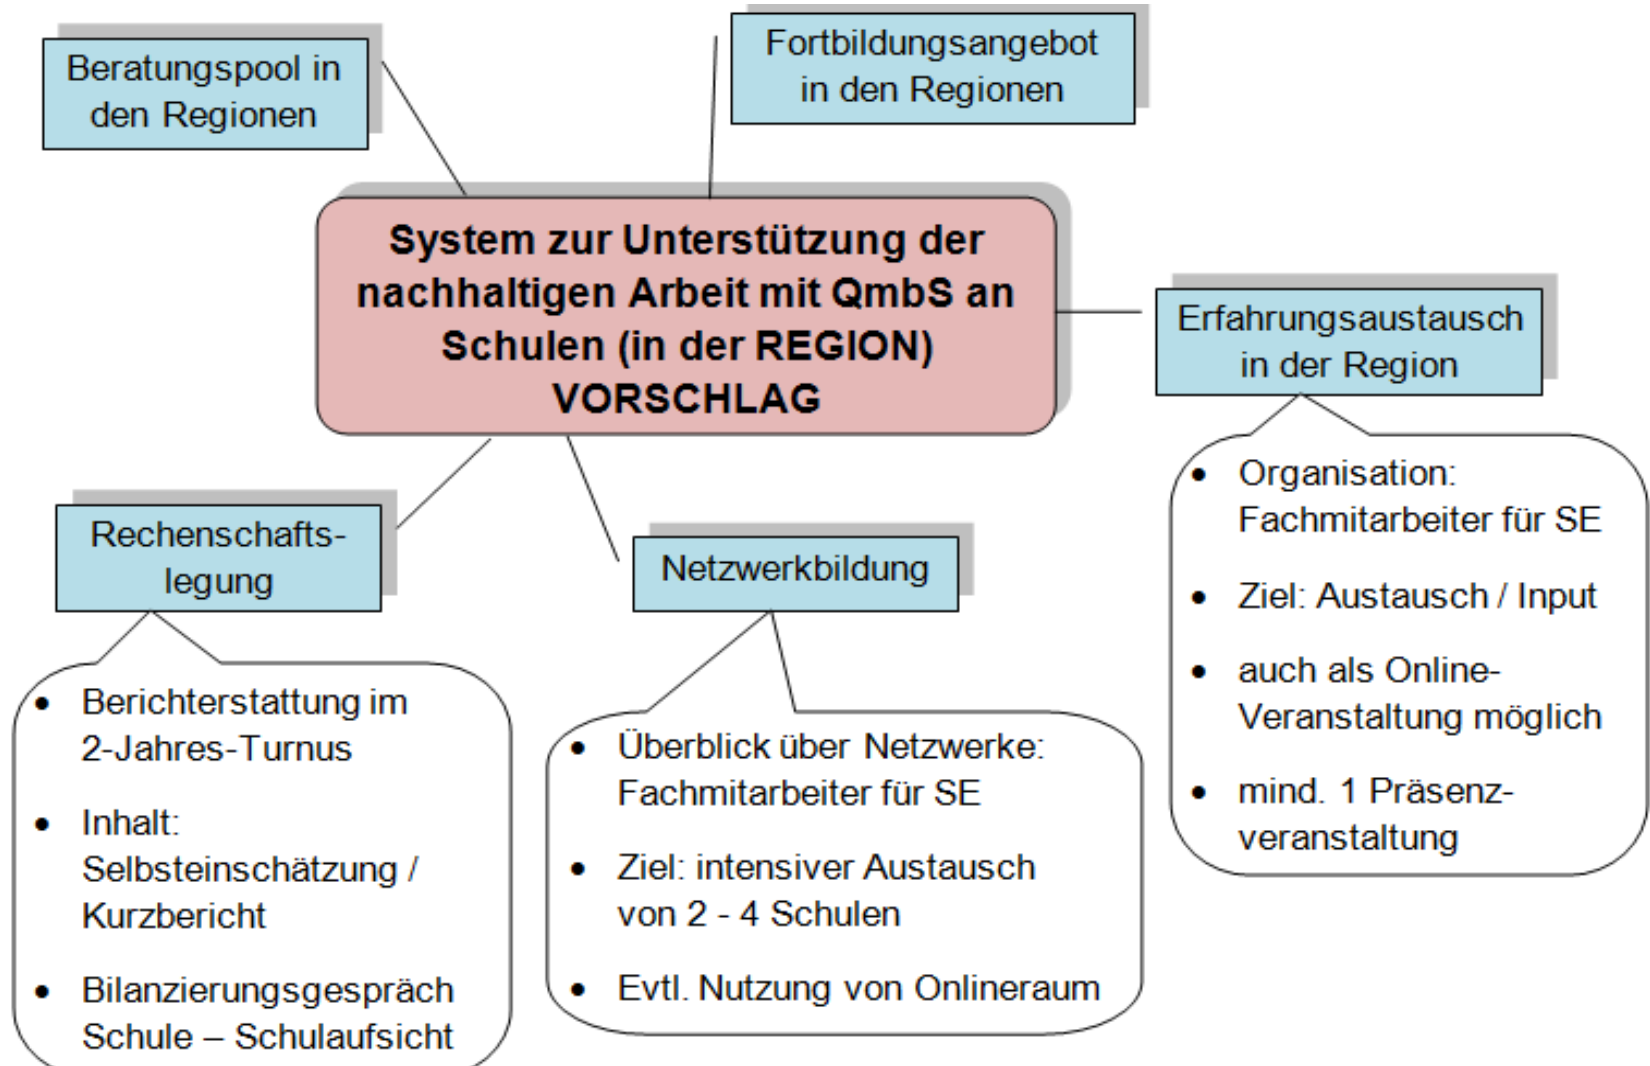 Beratungspool in
den Regionen
Fortbildungsangebot
in den Regionen
System zur Unterstützung der
nachhaltigen Arbeit mit QmbS an
Schulen (in der REGION)
VORSCHLAG
Erfahrungsaustausch
in der Region
• Organisation:
Fachmitarbeiter für SE
• Ziel: Austausch / Input
• auch als Online-
Veranstaltung möglich
• mind. 1 Präsenz-
veranstaltung
Rechenschafts-
legung
• Berichterstattung im
2-Jahres-Turnus
• Inhalt:
Selbsteinschätzung /
Kurzbericht
• Bilanzierungsgespräch
Schule – Schulaufsicht
Netzwerkbildung
• Überblick über Netzwerke:
Fachmitarbeiter für SE
• Ziel: intensiver Austausch
von 2 - 4 Schulen
• Evtl. Nutzung von Onlineraum